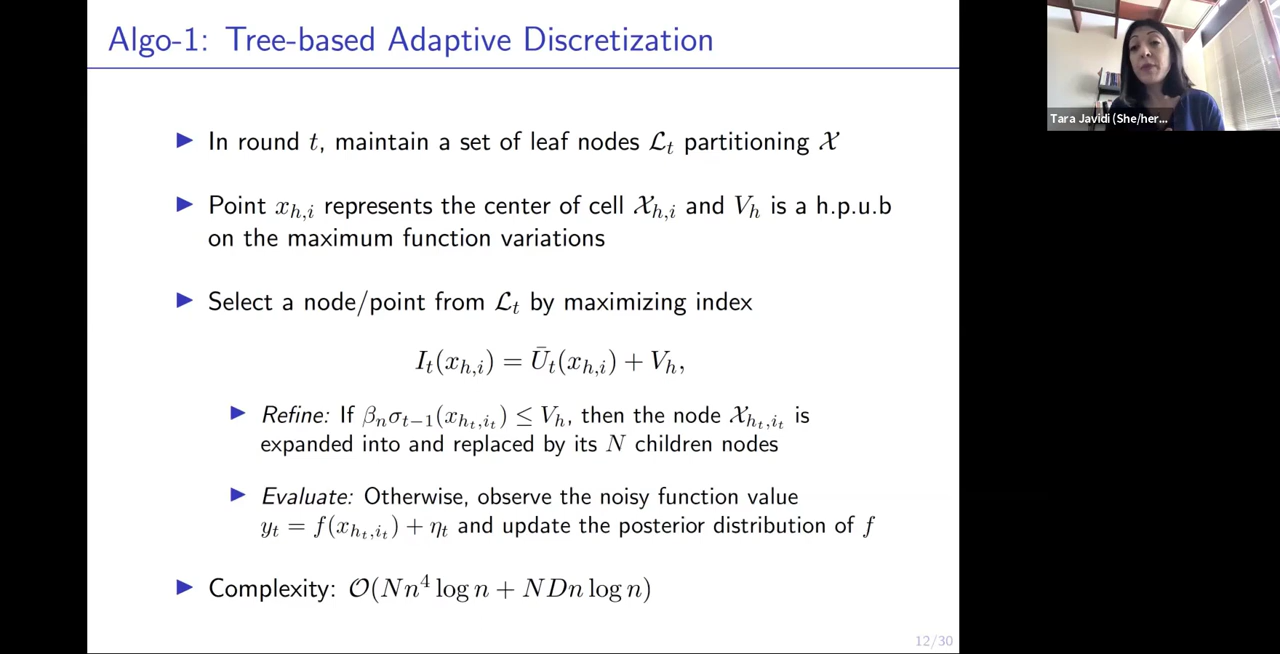 Algo-1: Tree-based Adaptive Discretization
▶ In round t, maintain a set of leaf nodes ℒ_t partitioning 𝒳
▶ Point x_{h,i} represents the center of cell 𝒳_{h,i} and V_h is a h.p.u.b
on the maximum function variations
▶ Select a node/point from ℒ_t by maximizing index
I_t(x_{h,i}) = Ū_t(x_{h,i}) + V_h,
▶ Refine: If β_nσ_{t−1}(x_{h_t,i_t}) ≤ V_h, then the node 𝒳_{h_t,i_t} is
expanded into and replaced by its N children nodes
▶ Evaluate: Otherwise, observe the noisy function value
y_t = f(x_{h_t,i_t}) + η_t and update the posterior distribution of f
▶ Complexity: 𝒪(Nn⁴ log n + NDn log n)
12/30
Tara Javidi (She/her...